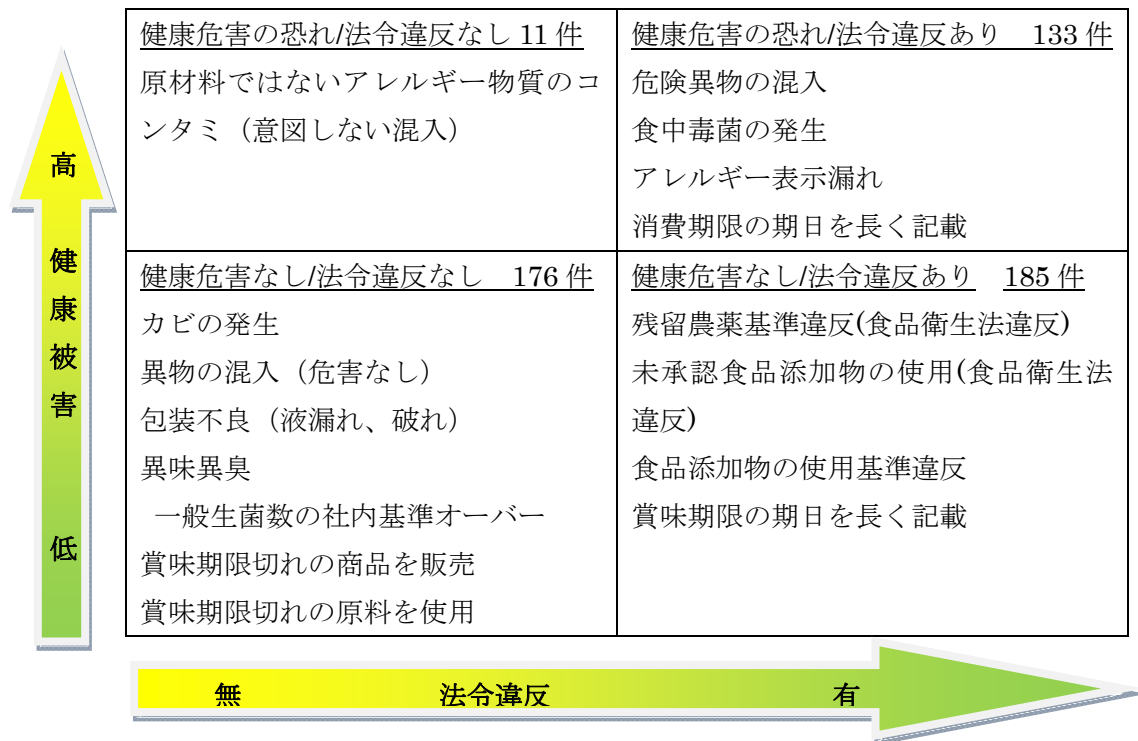 健康危害の恐れ/法令違反なし 11 件
原材料ではないアレルギー物質のコ
ンタミ（意図しない混入）
健康危害の恐れ/法令違反あり　133 件
危険異物の混入
食中毒菌の発生
アレルギー表示漏れ
消費期限の期日を長く記載
高
健
康
被
害
低
健康危害なし/法令違反なし　176 件
カビの発生
異物の混入（危害なし）
包装不良（液漏れ、破れ）
異味異臭
一般生菌数の社内基準オーバー
賞味期限切れの商品を販売
賞味期限切れの原料を使用
健康危害なし/法令違反あり　185 件
残留農薬基準違反(食品衛生法違反)
未承認食品添加物の使用(食品衛生法
違反)
食品添加物の使用基準違反
賞味期限の期日を長く記載
無　法令違反　有